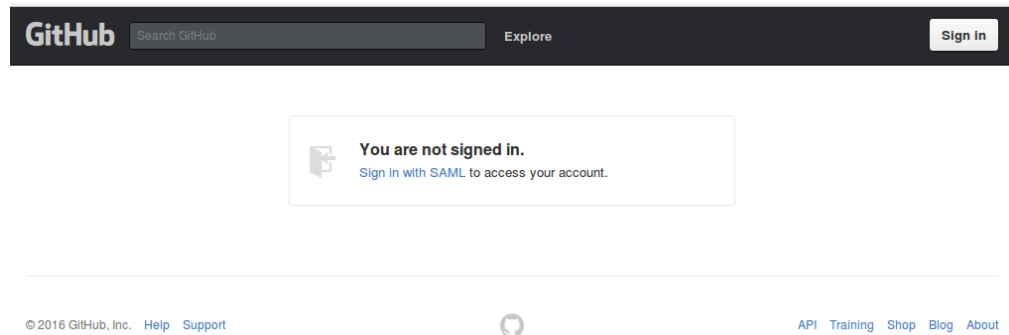 GitHub Search GitHub Explore Sign in
You are not signed in.
Sign in with SAML to access your account.
© 2016 GitHub, Inc. Help Support API Training Shop Blog About